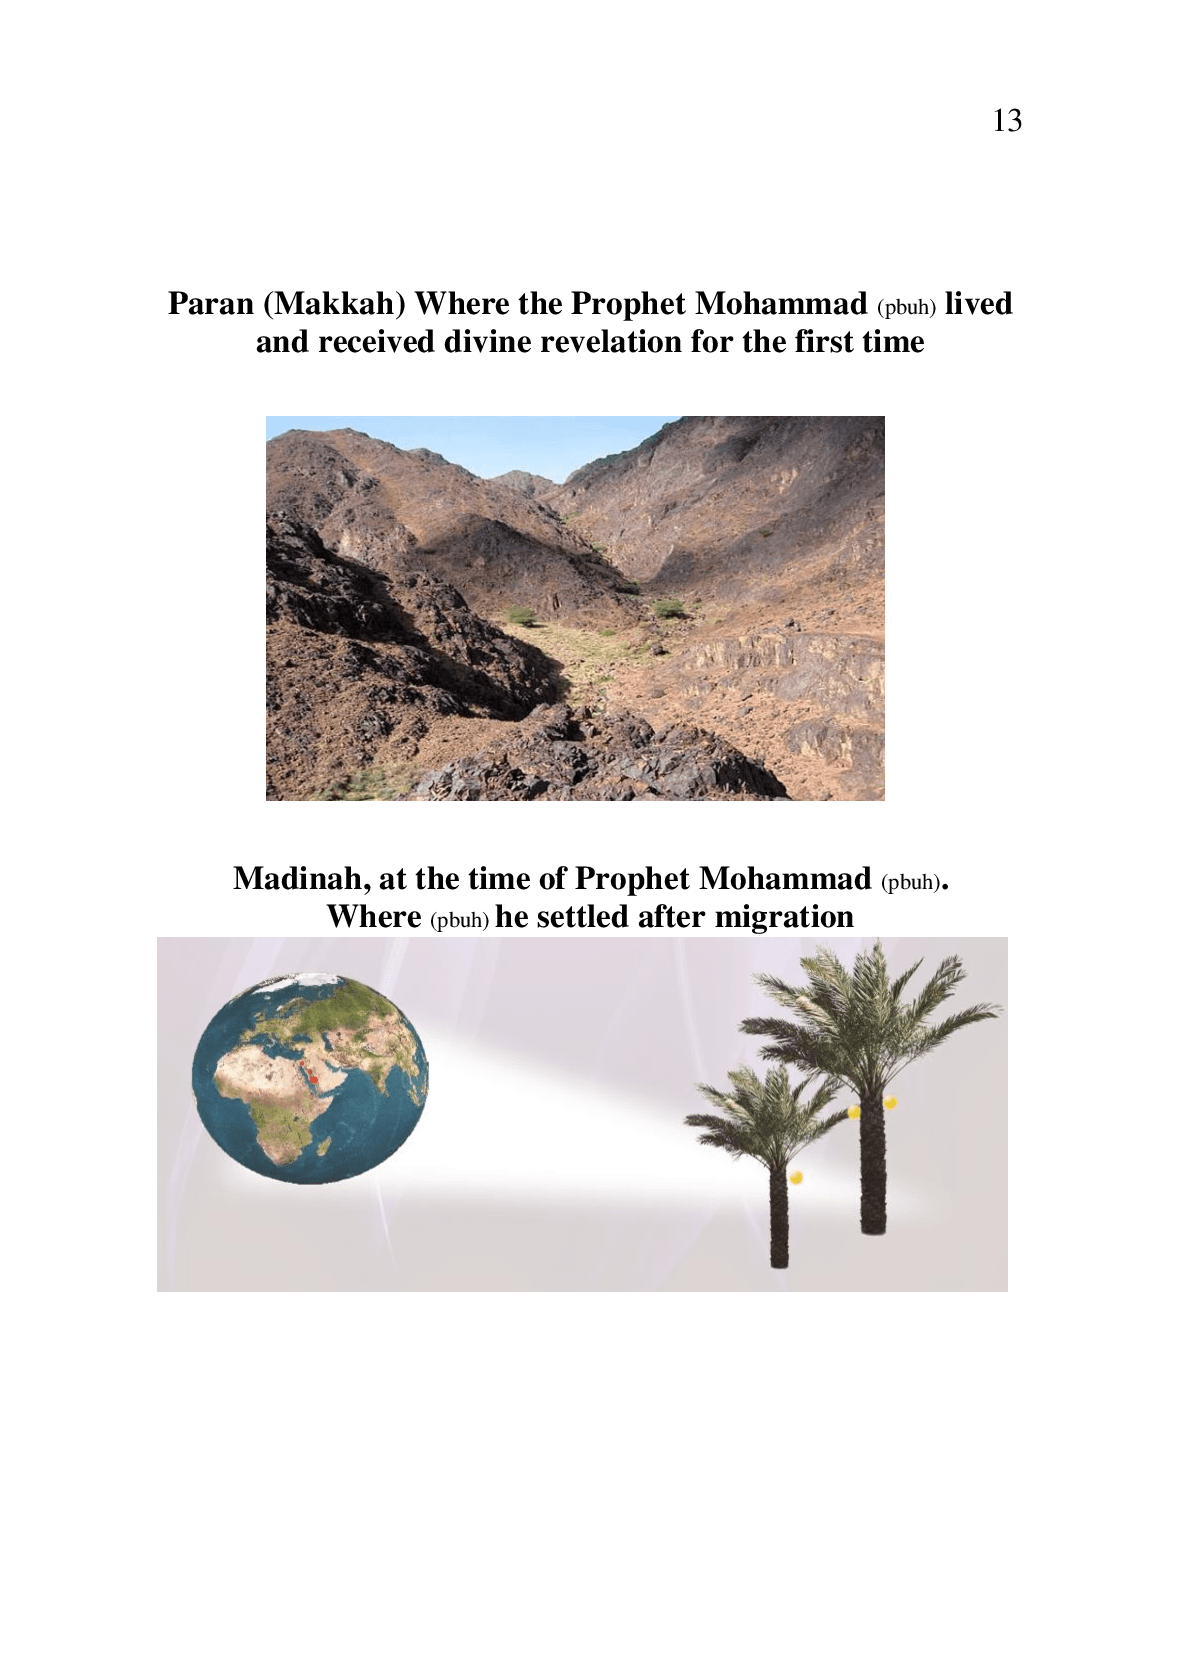 13
Paran (Makkah) Where the Prophet Mohammad (pbuh) lived
and received divine revelation for the first time
Madinah, at the time of Prophet Mohammad (pbuh).
Where (pbuh) he settled after migration